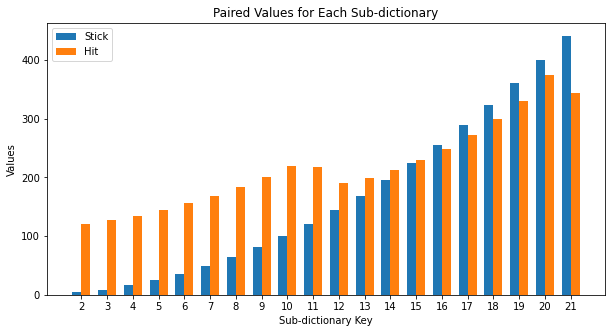 Paired Values for Each Sub-dictionary
Stick
Hit
Values
400
300
200
100
0
2 3 4 5 6 7 8 9 10 11 12 13 14 15 16 17 18 19 20 21
Sub-dictionary Key